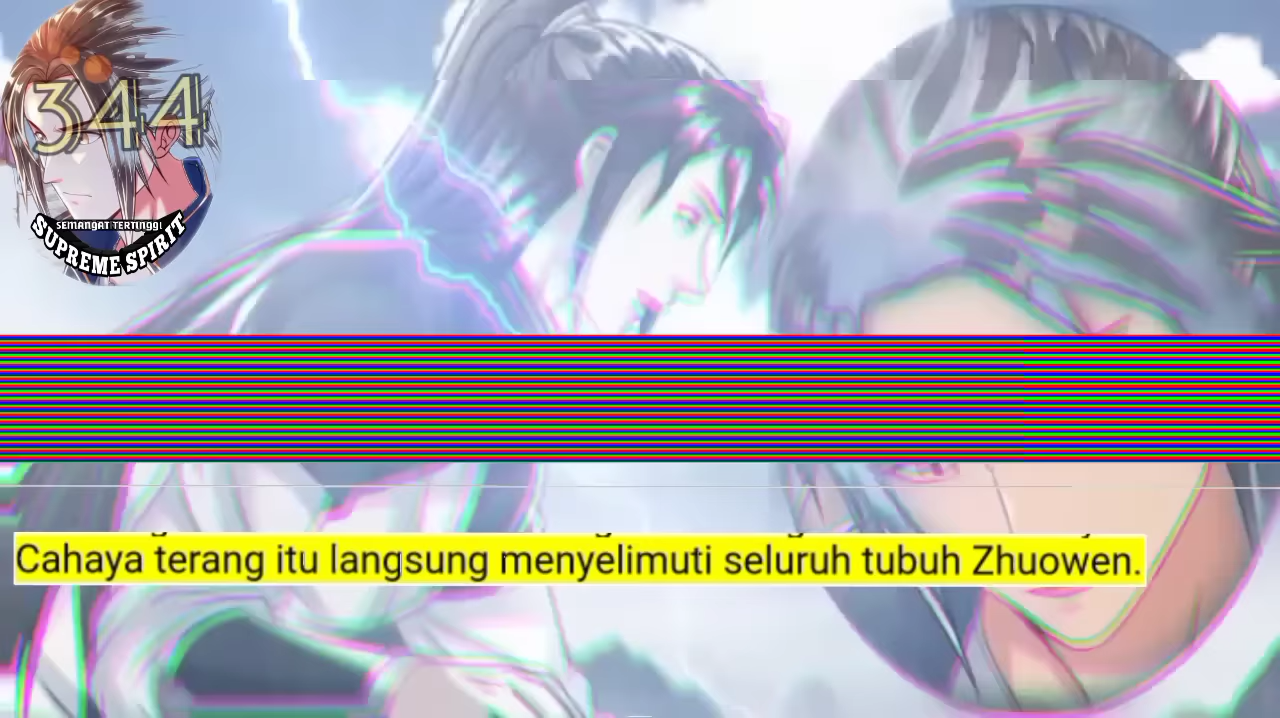 344
SEMANGAT TERTINGGI
SUPREME SPIRIT
Cahaya terang itu langsung menyelimuti seluruh tubuh Zhuowen.